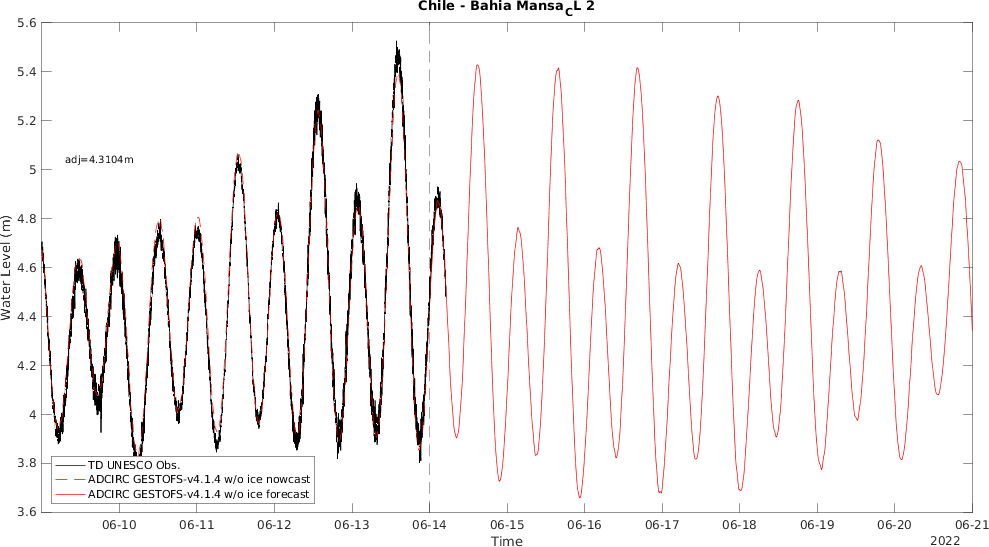 Chile - Bahia Mansa_CL 2
5.6
5.4
5.2
5
4.8
4.6
4.4
4.2
4
3.8
3.6
Water Level (m)
adj=4.3104m
TD UNESCO Obs.
ADCIRC GESTOFS-v4.1.4 w/o ice nowcast
ADCIRC GESTOFS-v4.1.4 w/o ice forecast
06-10 06-11 06-12 06-13 06-14 06-15 06-16 06-17 06-18 06-19 06-20 06-21
Time
2022